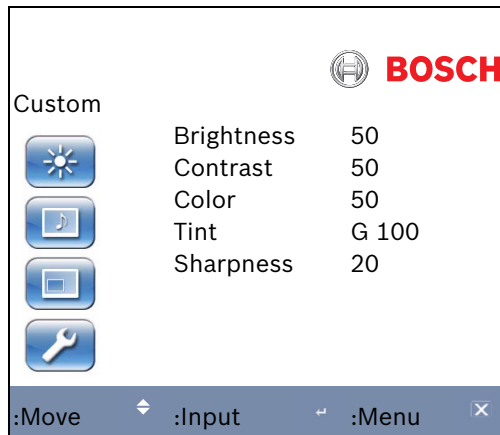 BOSCH
Custom
Brightness 50
Contrast 50
Color 50
Tint G 100
Sharpness 20
:Move :Input :Menu